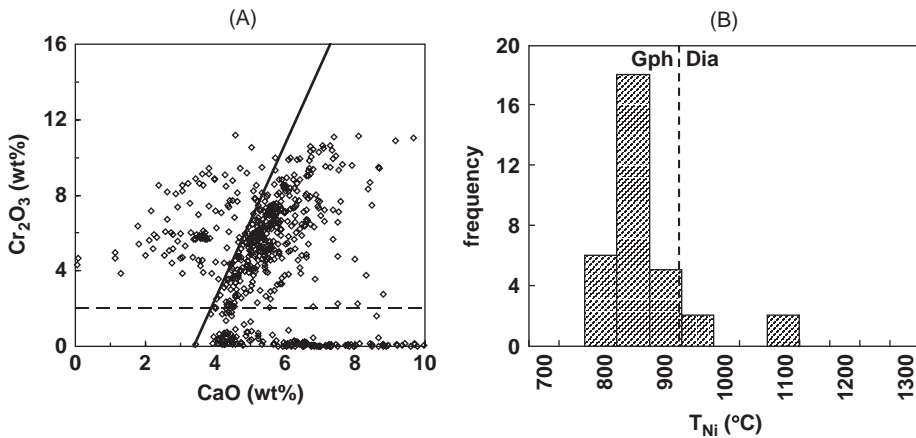 (A)
16
12
8
4
0
Cr₂O₃ (wt%)
0 2 4 6 8 10
CaO (wt%)
(B)
20
16
12
8
4
0
frequency
Gph Dia
700 800 900 1000 1100 1200 1300
T_Ni (°C)